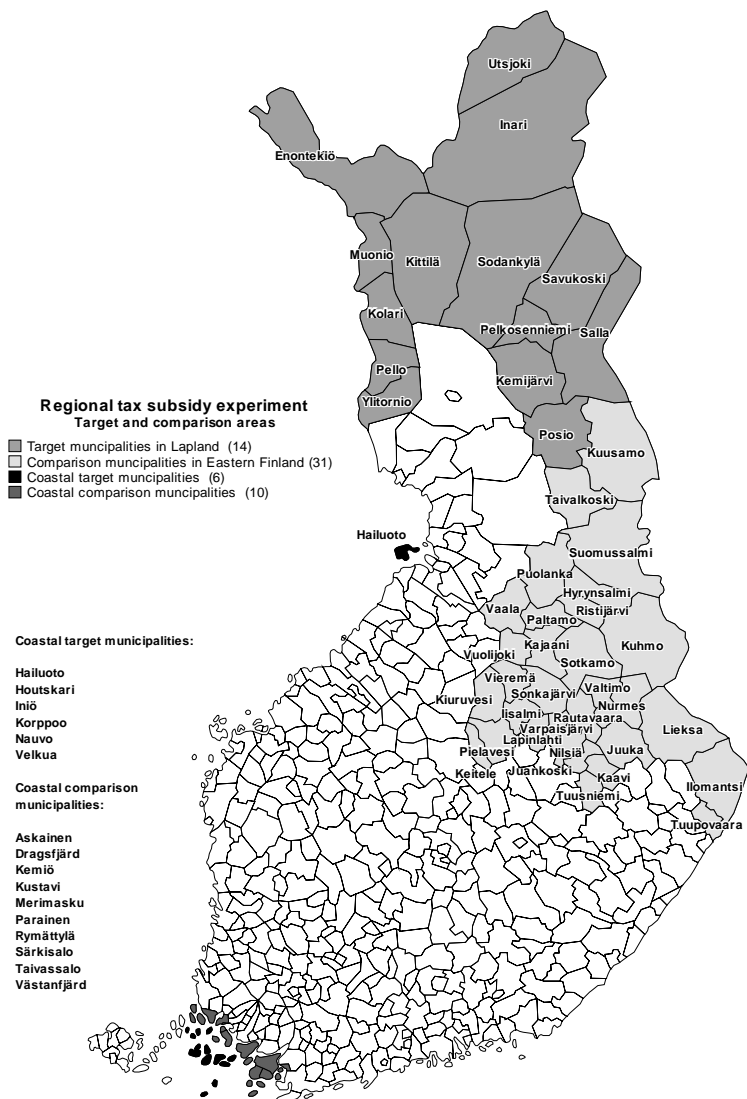 Utsjoki
Inari
Enontekiö
Muonio
Kittilä
Sodankylä
Savukoski
Kolari
Pelkosenniemi
Salla
Pello
Kemijärvi
Ylitornio
Regional tax subsidy experiment
Target and comparison areas
Target muncipalities in Lapland (14)
Comparison muncipalities in Eastern Finland (31)
Coastal target muncipalities (6)
Coastal comparison muncipalities (10)
Posio
Kuusamo
Taivalkoski
Hailuoto
Suomussalmi
Puolanka
Hyrynsalmi
Vaala
Ristijärvi
Paltamo
Kajaani
Kuhmo
Vuolijoki
Sotkamo
Vieremä
Valtimo
Sonkajärvi
Kiuruvesi
Nurmes
Iisalmi
Rautavaara
Varpaisjärvi
Lieksa
Lapinlahti
Pielavesi
Nilsiä
Juuka
Keitele
Juankoski
Kaavi
Ilomantsi
Tuusniemi
Tuupovaara
Coastal target municipalities:
Hailuoto
Houtskari
Iniö
Korppoo
Nauvo
Velkua
Coastal comparison
municipalities:
Askainen
Dragsfjärd
Kemiö
Kustavi
Merimasku
Parainen
Rymättylä
Särkisalo
Taivassalo
Västanfjärd